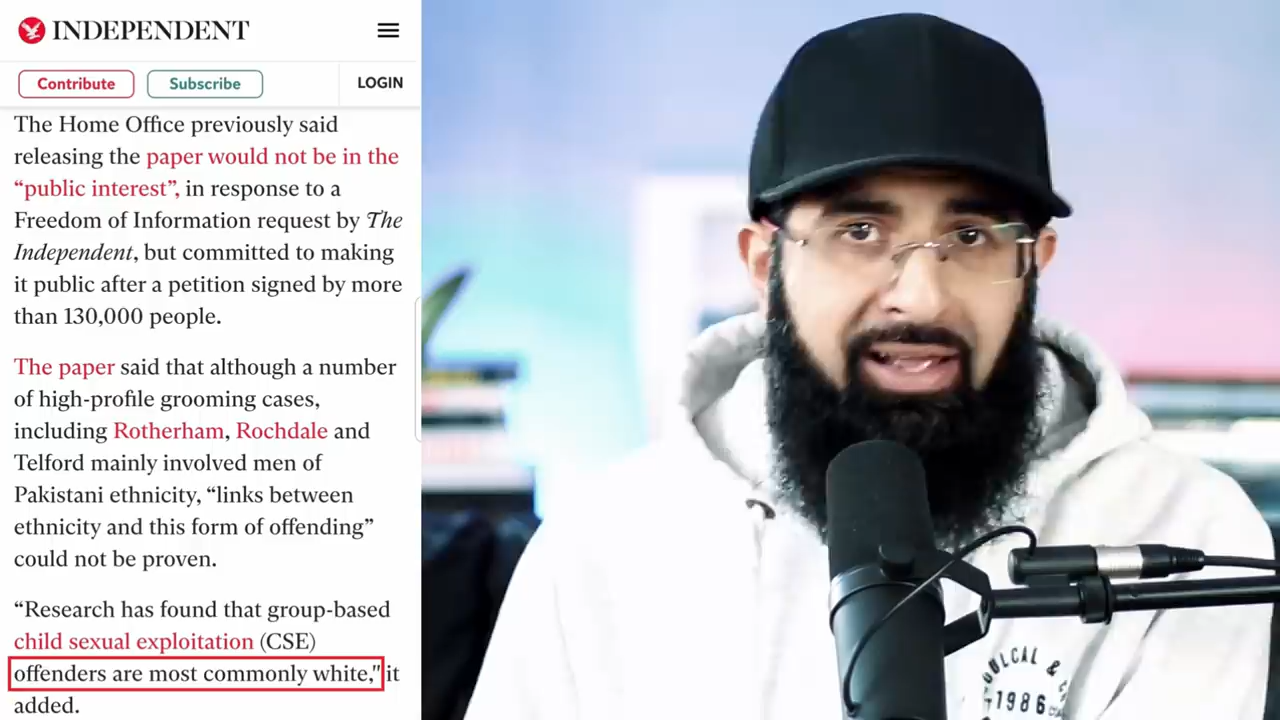 INDEPENDENT
Contribute
Subscribe
LOGIN
The Home Office previously said
releasing the paper would not be in the
“public interest”, in response to a
Freedom of Information request by The
Independent, but committed to making
it public after a petition signed by more
than 130,000 people.
The paper said that although a number
of high-profile grooming cases,
including Rotherham, Rochdale and
Telford mainly involved men of
Pakistani ethnicity, “links between
ethnicity and this form of offending”
could not be proven.
“Research has found that group-based
child sexual exploitation (CSE)
offenders are most commonly white," it
added.
1986